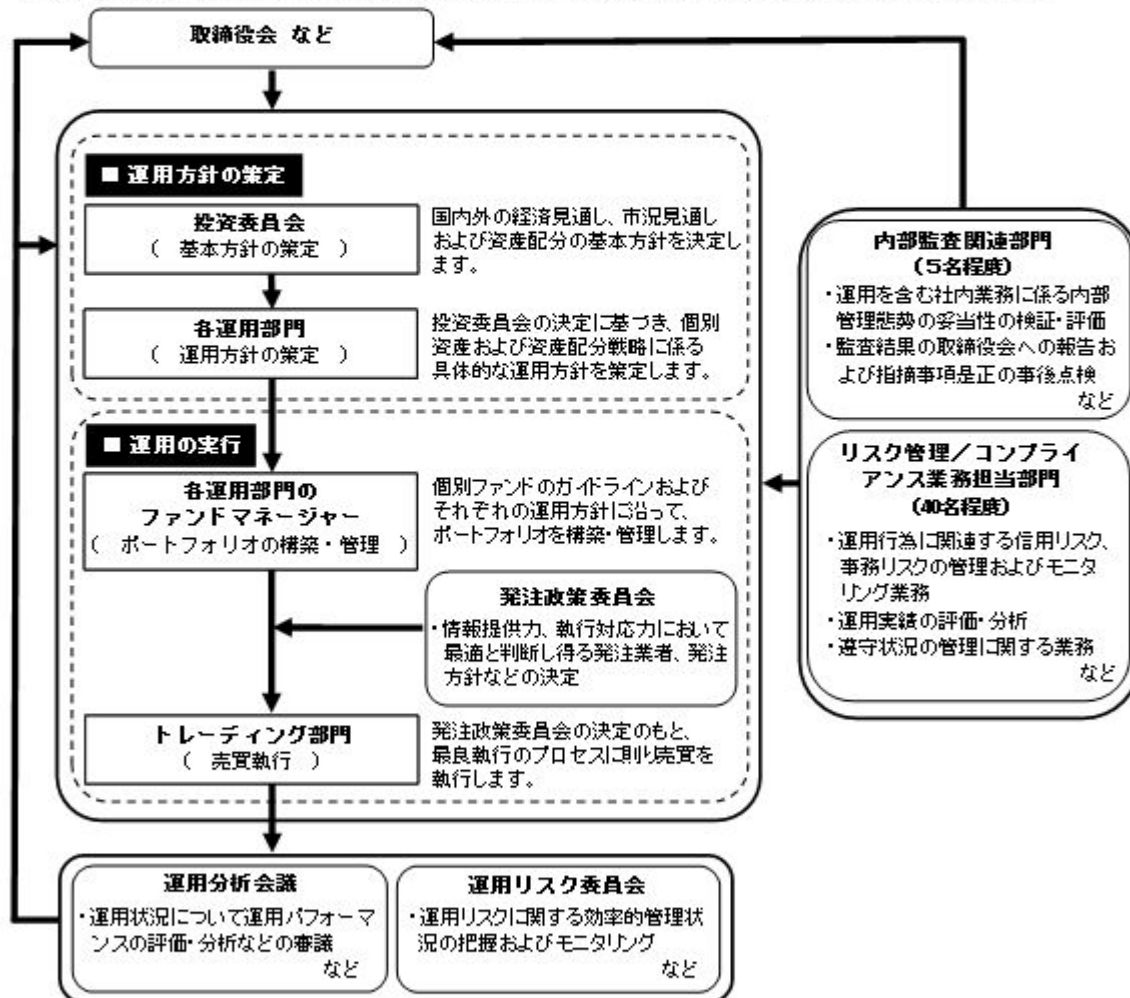 取締役会 など
■ 運用方針の策定
投資委員会
( 基本方針の策定 )
国内外の経済見通し、市況見通し
および資産配分の基本方針を決定し
ます。
各運用部門
( 運用方針の策定 )
投資委員会の決定に基づき、個別
資産および資産配分戦略に係る
具体的な運用方針を策定します。
■ 運用の実行
各運用部門の
ファンドマネージャー
( ポートフォリオの構築・管理 )
個別ファンドのガイドラインおよび
それぞれの運用方針に沿って、
ポートフォリオを構築・管理します。
発注政策委員会
・情報提供力、執行対応力において
最適と判断し得る発注業者、発注
方針などの決定
トレーディング部門
( 売買執行 )
発注政策委員会の決定のもと、
最良執行のプロセスに則り売買を
執行します。
運用分析会議
・運用状況について運用パフォーマ
ンスの評価・分析などの審議
など
運用リスク委員会
・運用リスクに関する効率的管理状
況の把握およびモニタリング
など
内部監査関連部門
(5名程度)
・運用を含む社内業務に係る内部
管理態勢の妥当性の検証・評価
・監査結果の取締役会への報告お
よび指摘事項是正の事後点検
など
リスク管理/コンプライ
アンス業務担当部門
(40名程度)
・運用行為に関連する信用リスク、
事務リスクの管理およびモニタ
リング業務
・運用実績の評価・分析
・遵守状況の管理に関する業務
など